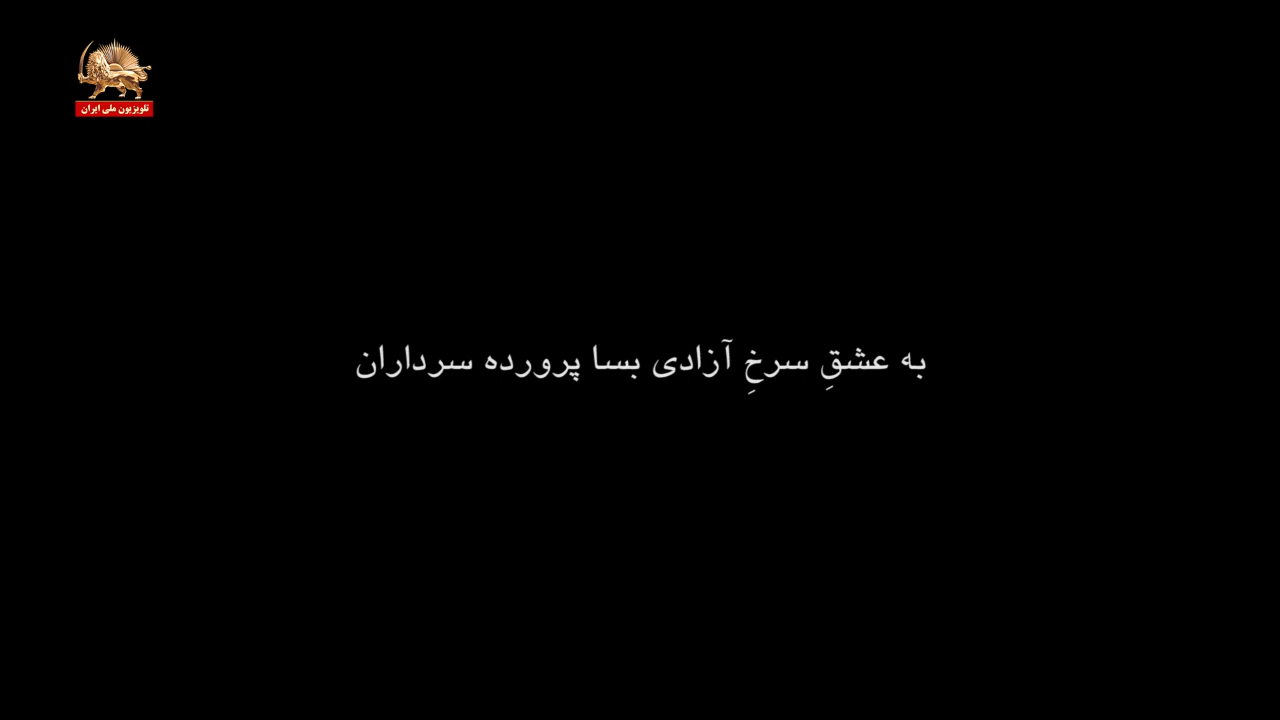 تلویزیون ملی ایران
به عشقِ سرخِ آزادی بسا پرورده سرداران